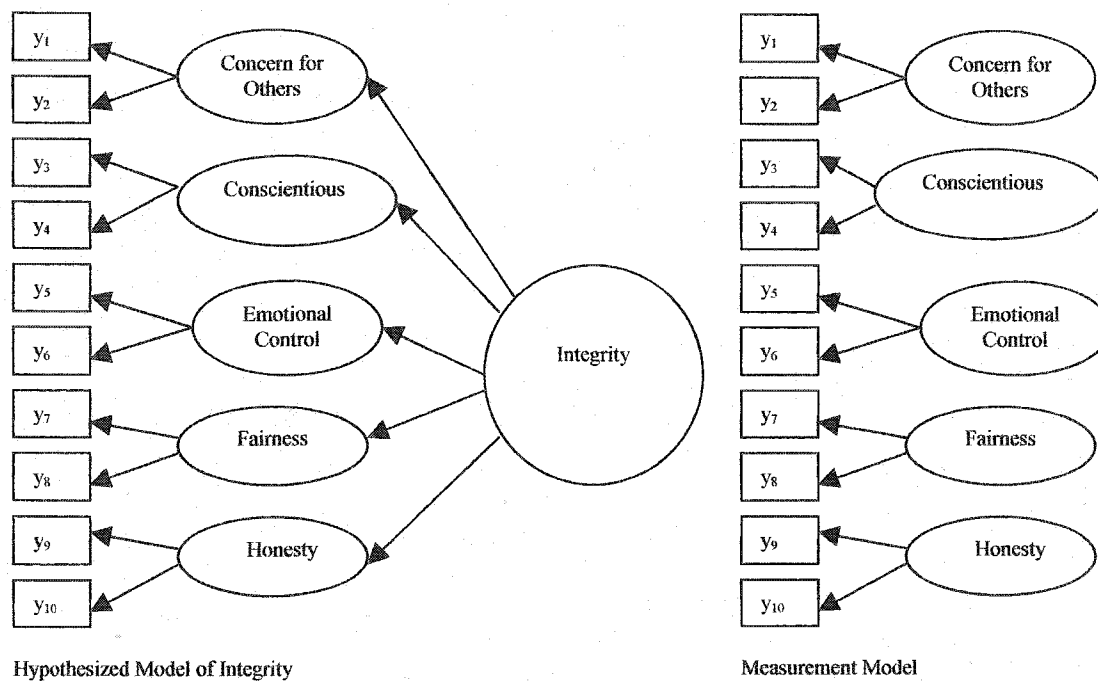 y₁
y₂
y₃
y₄
y₅
y₆
y₇
y₈
y₉
y₁₀
Concern for
Others
Conscientious
Emotional
Control
Fairness
Honesty
Integrity
Hypothesized Model of Integrity
y₁
y₂
y₃
y₄
y₅
y₆
y₇
y₈
y₉
y₁₀
Concern for
Others
Conscientious
Emotional
Control
Fairness
Honesty
Measurement Model